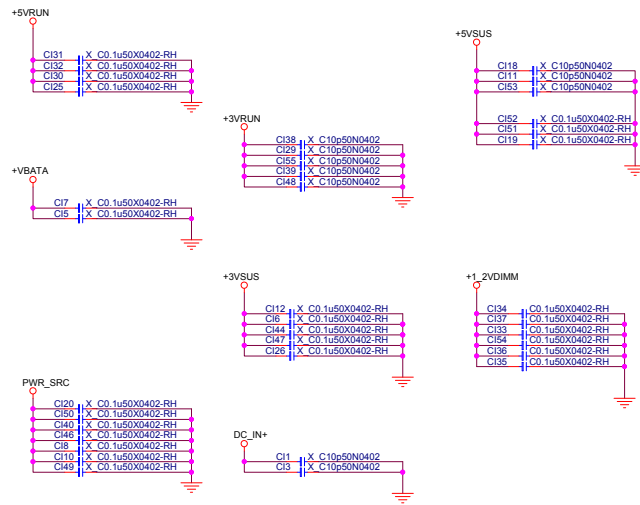 +5VRUN
CI31 X_C0.1u50X0402-RH
CI32 X_C0.1u50X0402-RH
CI30 X_C0.1u50X0402-RH
CI25 X_C0.1u50X0402-RH
+5VSUS
CI18 X_C10p50N0402
CI11 X_C10p50N0402
CI53 X_C10p50N0402
CI52 X_C0.1u50X0402-RH
CI51 X_C0.1u50X0402-RH
CI19 X_C0.1u50X0402-RH
+3VRUN
CI38 X_C10p50N0402
CI29 X_C10p50N0402
CI55 X_C10p50N0402
CI39 X_C10p50N0402
CI48 X_C10p50N0402
+VBATA
CI7 X_C0.1u50X0402-RH
CI5 X_C0.1u50X0402-RH
+3VSUS
CI12 X_C0.1u50X0402-RH
CI6 X_C0.1u50X0402-RH
CI44 X_C0.1u50X0402-RH
CI47 X_C0.1u50X0402-RH
CI26 X_C0.1u50X0402-RH
+1_2VDIMM
CI34 C0.1u50X0402-RH
CI37 C0.1u50X0402-RH
CI33 C0.1u50X0402-RH
CI54 C0.1u50X0402-RH
CI36 C0.1u50X0402-RH
CI35 C0.1u50X0402-RH
PWR_SRC
CI20 X_C0.1u50X0402-RH
CI50 X_C0.1u50X0402-RH
CI40 X_C0.1u50X0402-RH
CI46 X_C0.1u50X0402-RH
CI8 X_C0.1u50X0402-RH
CI10 X_C0.1u50X0402-RH
CI49 X_C0.1u50X0402-RH
DC_IN+
CI1 X_C10p50N0402
CI3 X_C10p50N0402